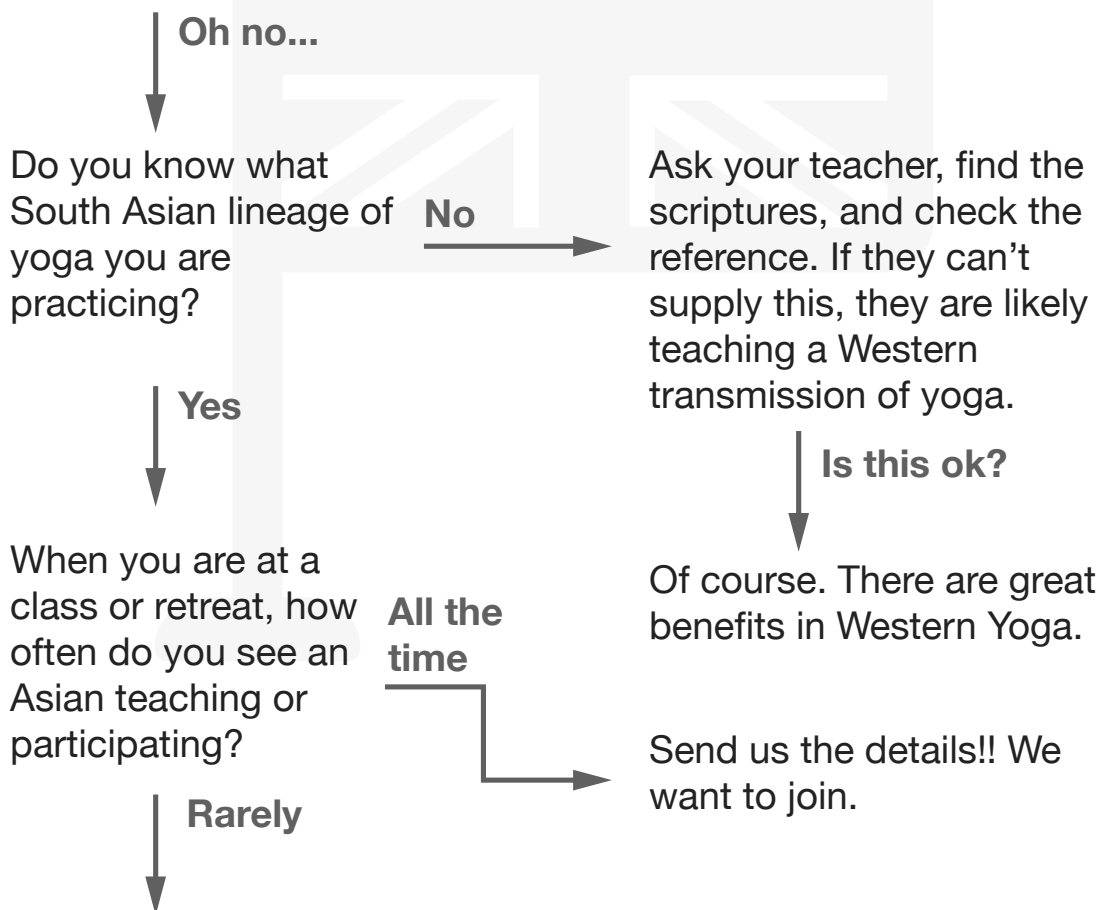 Oh no...
Do you know what
South Asian lineage of
yoga you are
practicing?
No
Ask your teacher, find the
scriptures, and check the
reference. If they can’t
supply this, they are likely
teaching a Western
transmission of yoga.
Yes
Is this ok?
Of course. There are great
benefits in Western Yoga.
When you are at a
class or retreat, how
often do you see an
Asian teaching or
participating?
All the
time
Send us the details!! We
want to join.
Rarely